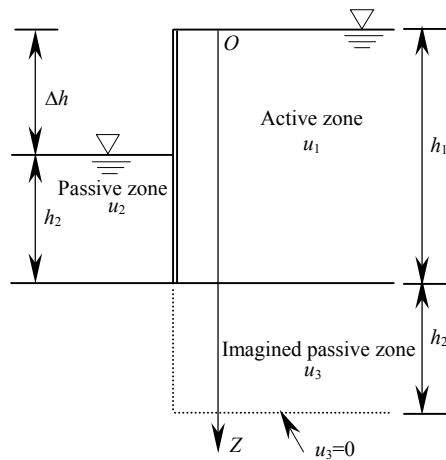 O
Δh
Active zone
u1
h1
Passive zone
u2
h2
h2
Imagined passive zone
u3
Z
u3=0